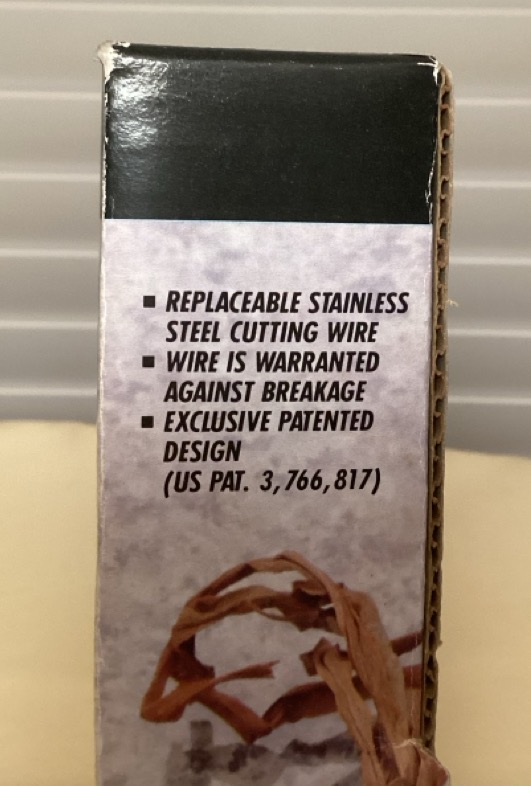 ▪ REPLACEABLE STAINLESS
STEEL CUTTING WIRE
▪ WIRE IS WARRANTED
AGAINST BREAKAGE
▪ EXCLUSIVE PATENTED
DESIGN
(US PAT. 3,766,817)